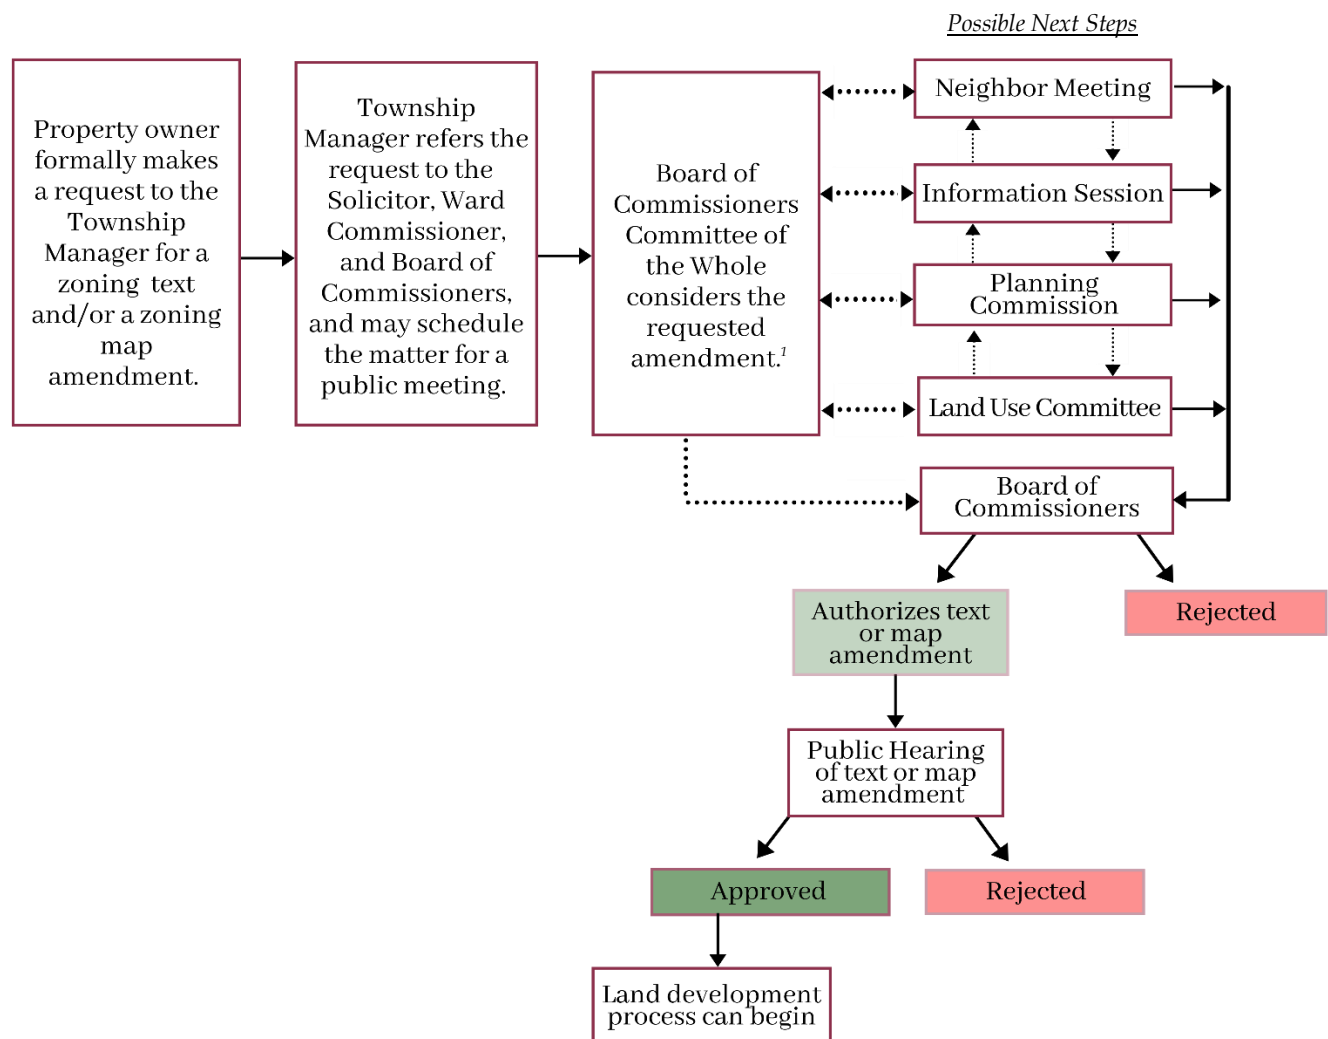 Possible Next Steps
Property owner
formally makes
a request to the
Township
Manager for a
zoning text
and/or a zoning
map
amendment.
Township
Manager refers the
request to the
Solicitor, Ward
Commissioner,
and Board of
Commissioners,
and may schedule
the matter for a
public meeting.
Board of
Commissioners
Committee of
the Whole
considers the
requested
amendment.¹
Neighbor Meeting
Information Session
Planning
Commission
Land Use Committee
Board of
Commissioners
Authorizes text
or map
amendment
Rejected
Public Hearing
of text or map
amendment
Approved
Rejected
Land development
process can begin